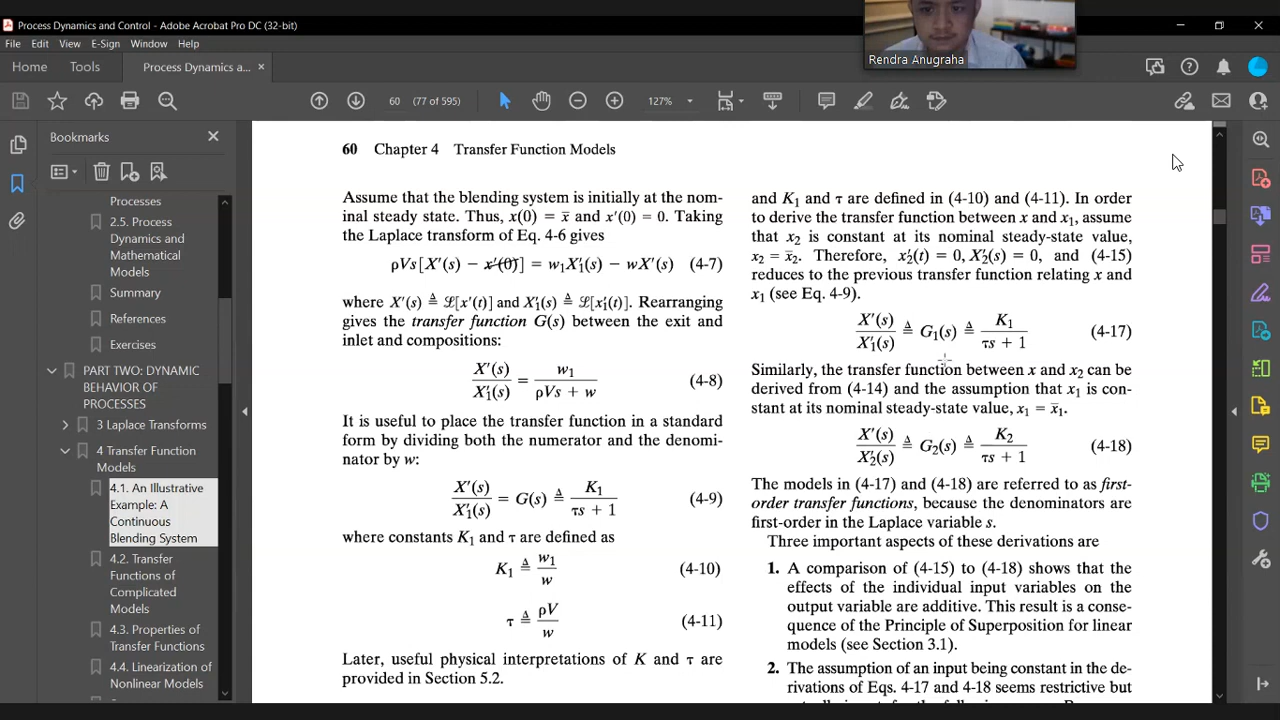 Process Dynamics and Control - Adobe Acrobat Pro DC (32-bit)
File Edit View E-Sign Window Help
Rendra Anugraha
Home Tools Process Dynamics a... ×
60 (77 of 595) 127%
Bookmarks
Processes
2.5. Process
Dynamics and
Mathematical
Models
Summary
References
Exercises
PART TWO: DYNAMIC
BEHAVIOR OF
PROCESSES
3 Laplace Transforms
4 Transfer Function
Models
4.1. An Illustrative
Example: A
Continuous
Blending System
4.2. Transfer
Functions of
Complicated
Models
4.3. Properties of
Transfer Functions
4.4. Linearization of
Nonlinear Models
60 Chapter 4 Transfer Function Models
Assume that the blending system is initially at the nom-
inal steady state. Thus, x(0) = x̄ and x′(0) = 0. Taking
the Laplace transform of Eq. 4-6 gives
ρVs[X′(s) − x′(0)] = w₁X′₁(s) − wX′(s) (4-7)
where X′(s) ≜ ℒ[x′(t)] and X′₁(s) ≜ ℒ[x′₁(t)]. Rearranging
gives the transfer function G(s) between the exit and
inlet and compositions:
X′(s)/X′₁(s) = w₁/(ρVs + w) (4-8)
It is useful to place the transfer function in a standard
form by dividing both the numerator and the denomi-
nator by w:
X′(s)/X′₁(s) = G(s) ≜ K₁/(τs + 1) (4-9)
where constants K₁ and τ are defined as
K₁ ≜ w₁/w (4-10)
τ ≜ ρV/w (4-11)
Later, useful physical interpretations of K and τ are
provided in Section 5.2.
and K₁ and τ are defined in (4-10) and (4-11). In order
to derive the transfer function between x and x₁, assume
that x₂ is constant at its nominal steady-state value,
x₂ = x̄₂. Therefore, x′₂(t) = 0, X′₂(s) = 0, and (4-15)
reduces to the previous transfer function relating x and
x₁ (see Eq. 4-9).
X′(s)/X′₁(s) ≜ G₁(s) ≜ K₁/(τs + 1) (4-17)
Similarly, the transfer function between x and x₂ can be
derived from (4-14) and the assumption that x₁ is con-
stant at its nominal steady-state value, x₁ = x̄₁.
X′(s)/X′₂(s) ≜ G₂(s) ≜ K₂/(τs + 1) (4-18)
The models in (4-17) and (4-18) are referred to as first-
order transfer functions, because the denominators are
first-order in the Laplace variable s.
Three important aspects of these derivations are
1. A comparison of (4-15) to (4-18) shows that the
effects of the individual input variables on the
output variable are additive. This result is a conse-
quence of the Principle of Superposition for linear
models (see Section 3.1).
2. The assumption of an input being constant in the de-
rivations of Eqs. 4-17 and 4-18 seems restrictive but